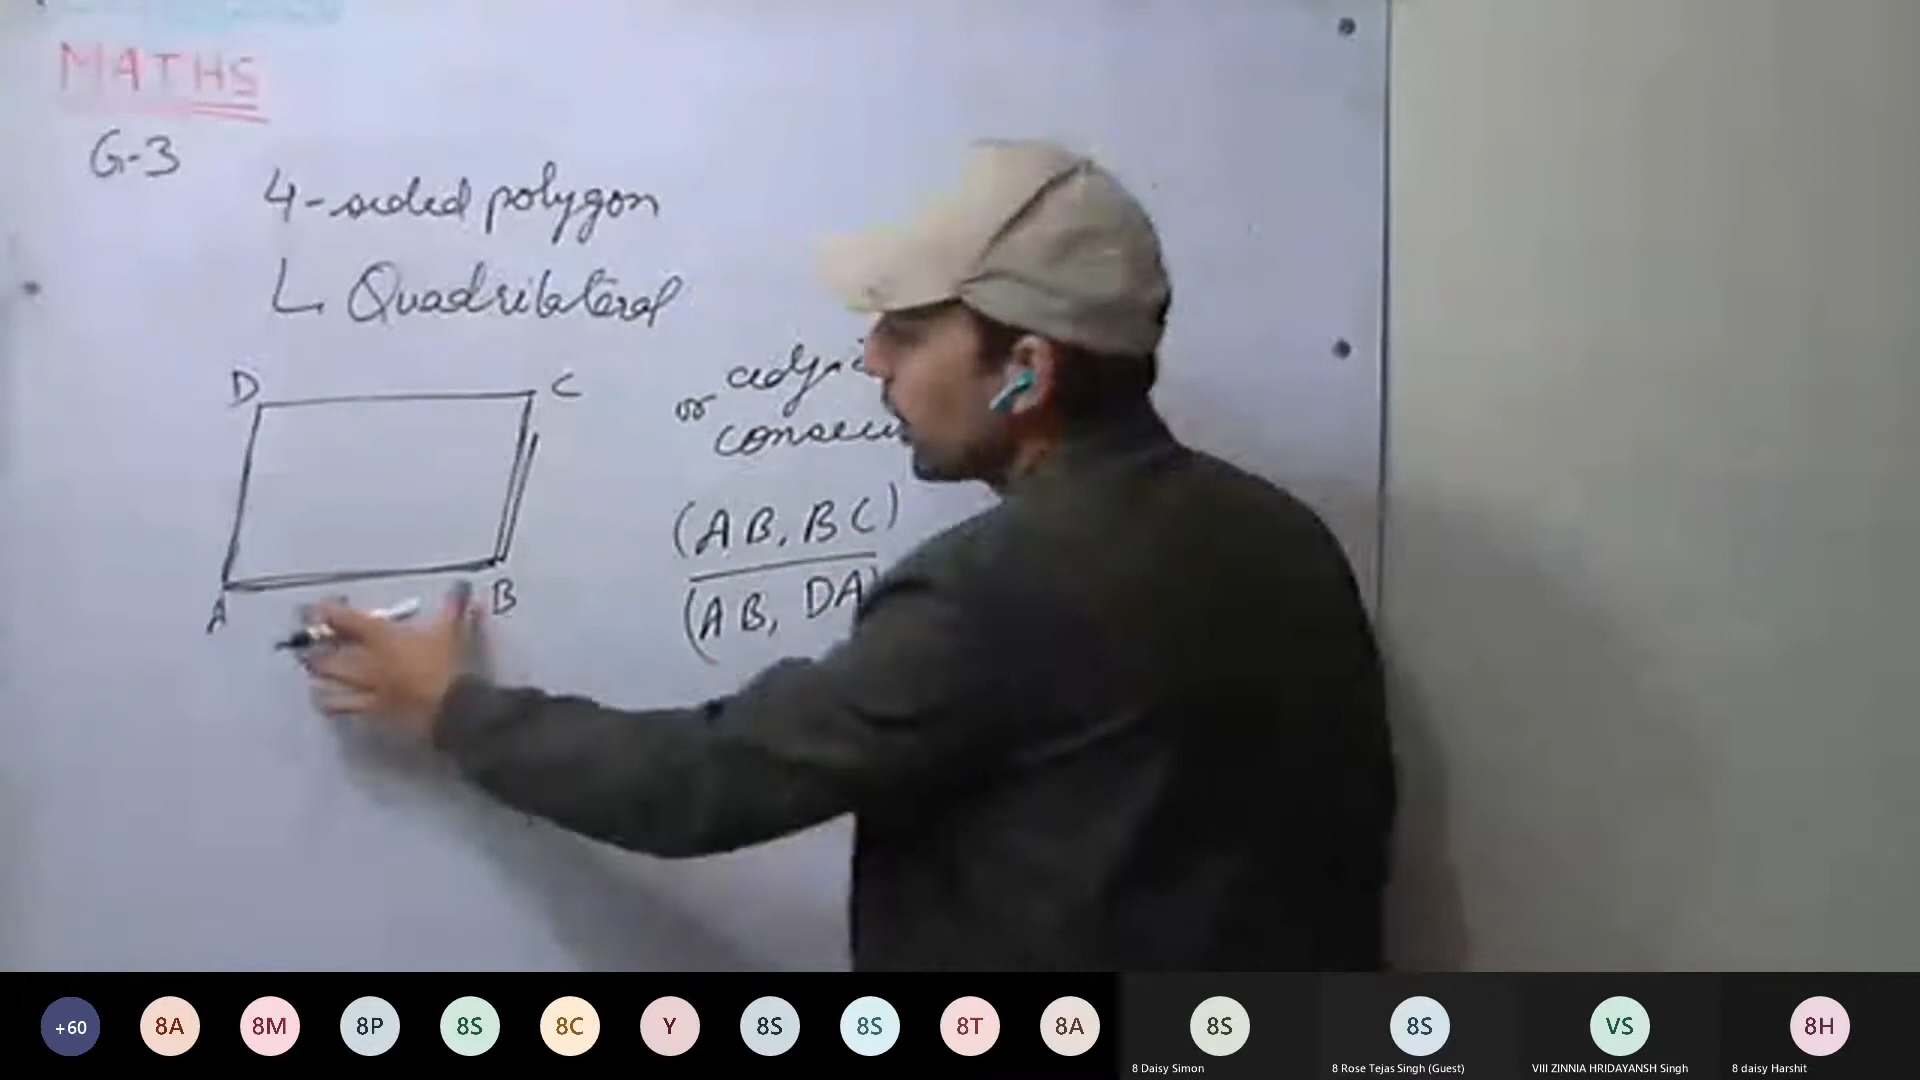 MATHS
G-3
4-sided polygon
Quadrilateral
D
C
A
B
or
(AB, BC)
(AB, DA)
+60
8A
8M
8P
8S
8C
Y
8S
8S
8T
8A
8S
8S
VS
8H
8 Daisy Simon
8 Rose Tejas Singh (Guest)
VIII ZINNIA HRIDAYANSH Singh
8 daisy Harshit